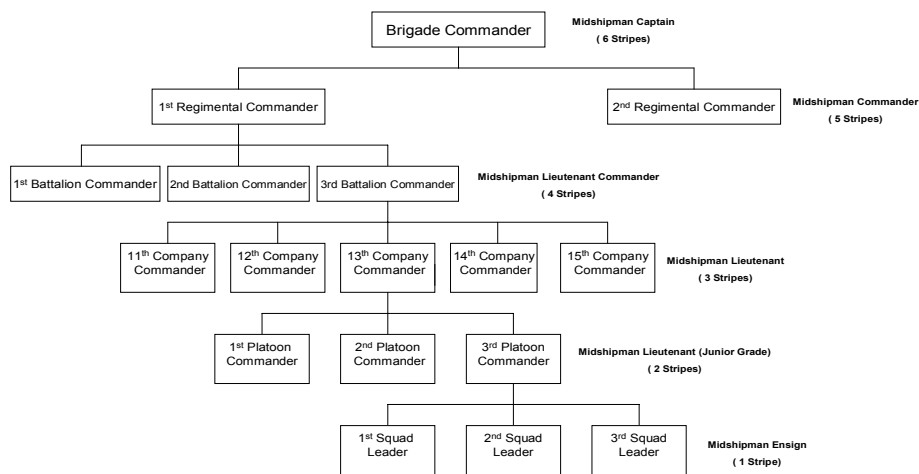 Brigade Commander
Midshipman Captain
( 6 Stripes)
1st Regimental Commander
2nd Regimental Commander
Midshipman Commander
( 5 Stripes)
1st Battalion Commander
2nd Battalion Commander
3rd Battalion Commander
Midshipman Lieutenant Commander
( 4 Stripes)
11th Company
Commander
12th Company
Commander
13th Company
Commander
14th Company
Commander
15th Company
Commander
Midshipman Lieutenant
( 3 Stripes)
1st Platoon
Commander
2nd Platoon
Commander
3rd Platoon
Commander
Midshipman Lieutenant (Junior Grade)
( 2 Stripes)
1st Squad
Leader
2nd Squad
Leader
3rd Squad
Leader
Midshipman Ensign
( 1 Stripe)